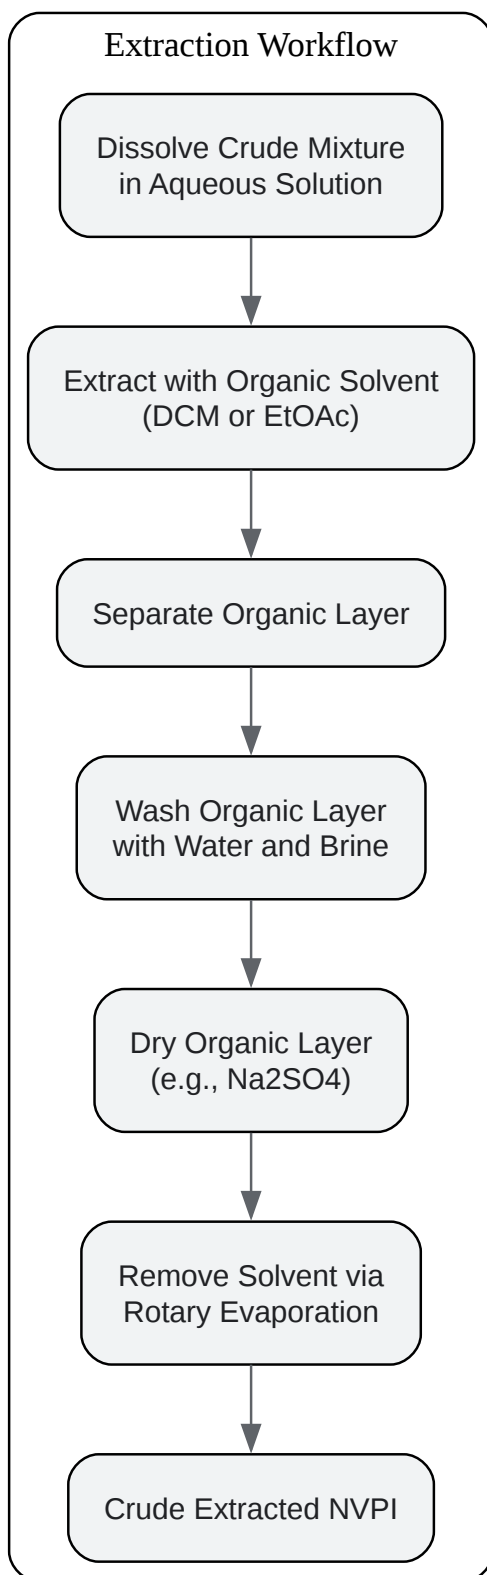 Extraction Workflow
Dissolve Crude Mixture
in Aqueous Solution
Extract with Organic Solvent
(DCM or EtOAc)
Separate Organic Layer
Wash Organic Layer
with Water and Brine
Dry Organic Layer
(e.g., Na2SO4)
Remove Solvent via
Rotary Evaporation
Crude Extracted NVPI